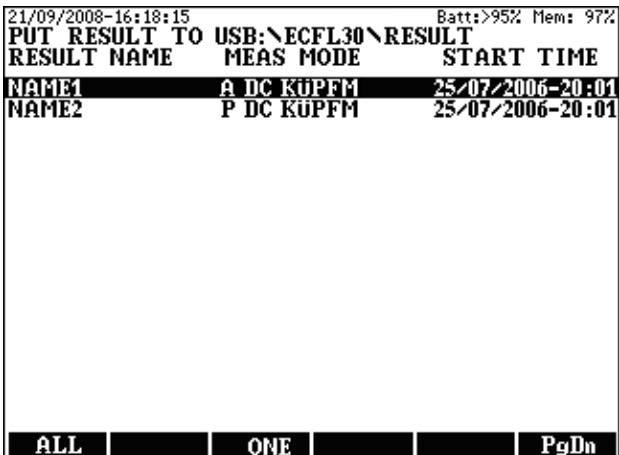 21/09/2008-16:18:15 Batt:>95% Mem: 97%
PUT RESULT TO USB:\ECFL30\RESULT
RESULT NAME MEAS MODE START TIME
NAME1 A DC KÜPFM 25/07/2006-20:01
NAME2 P DC KÜPFM 25/07/2006-20:01
ALL ONE PgDn